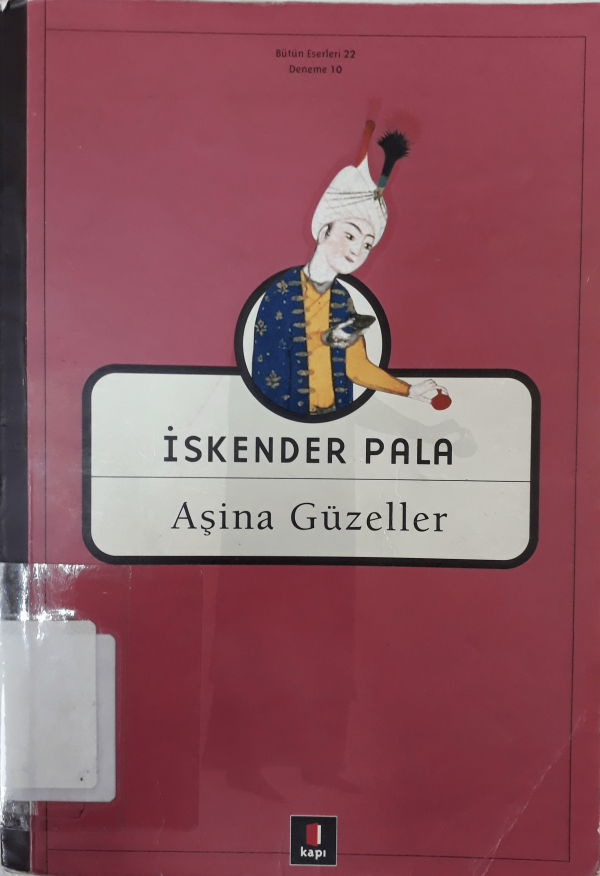 Bütün Eserleri 22
Deneme 10
İSKENDER PALA
Aşina Güzeller
kapı